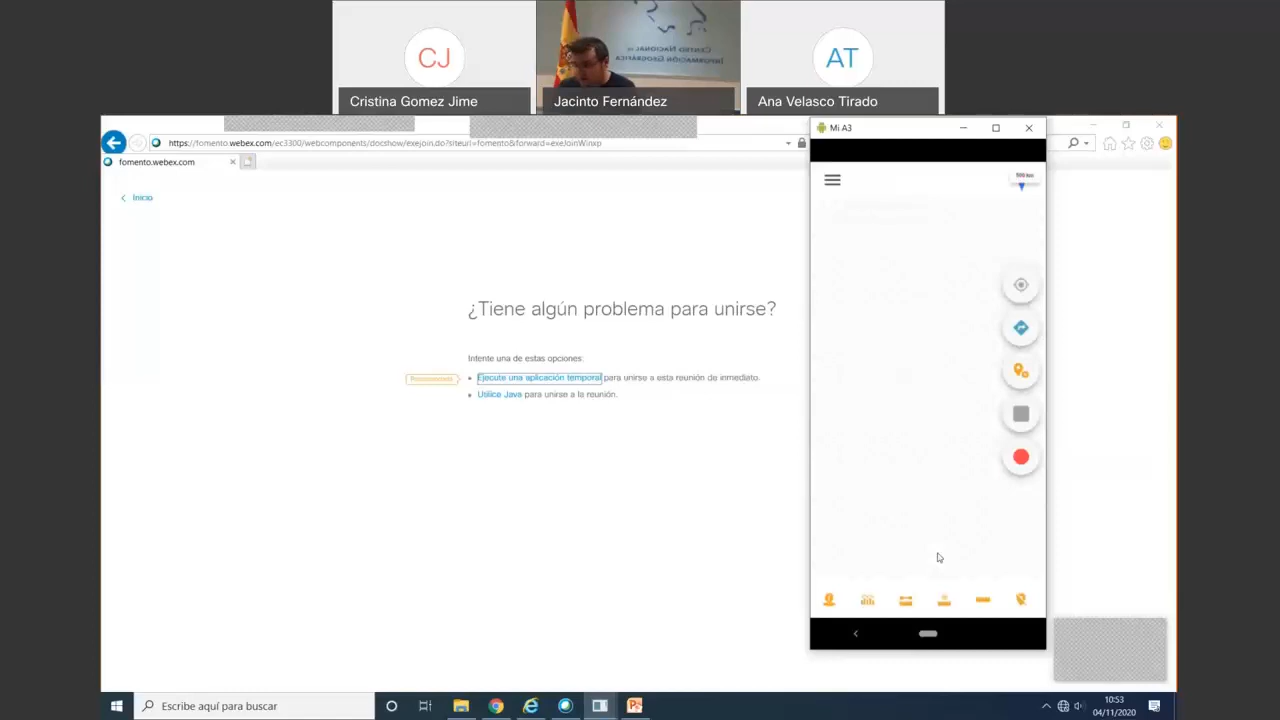 CJ
Cristina Gomez Jime
Jacinto Fernández
AT
Ana Velasco Tirado
Mi A3
https://fomento.webex.com/ec3300/webcomponents/docshow/exejoin.do?siteurl=fomento&forward=exeJoinWinxp
fomento.webex.com
Inicio
¿Tiene algún problema para unirse?
Intente una de estas opciones:
Ejecute una aplicación temporal para unirse a esta reunión de inmediato.
Utilice Java para unirse a la reunión.
Escribe aquí para buscar
10:53
04/11/2020